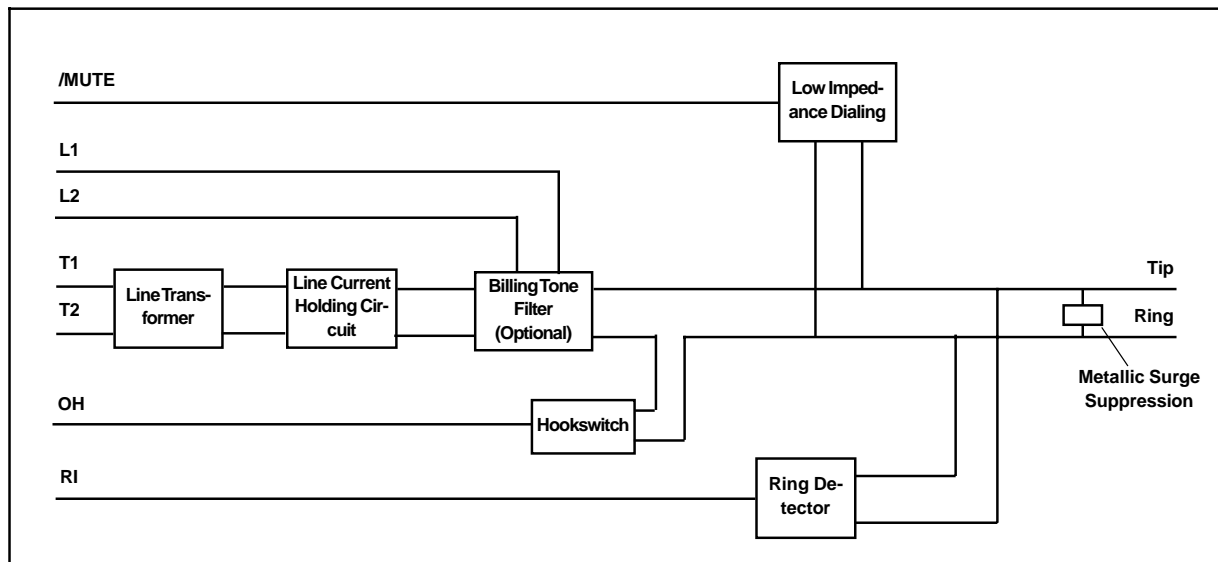 /MUTE
Low Imped-
ance Dialing
L1
L2
T1
T2
Line Trans-
former
Line Current
Holding Cir-
cuit
Billing Tone
Filter
(Optional)
Tip
Ring
Metallic Surge
Suppression
OH
Hookswitch
RI
Ring De-
tector